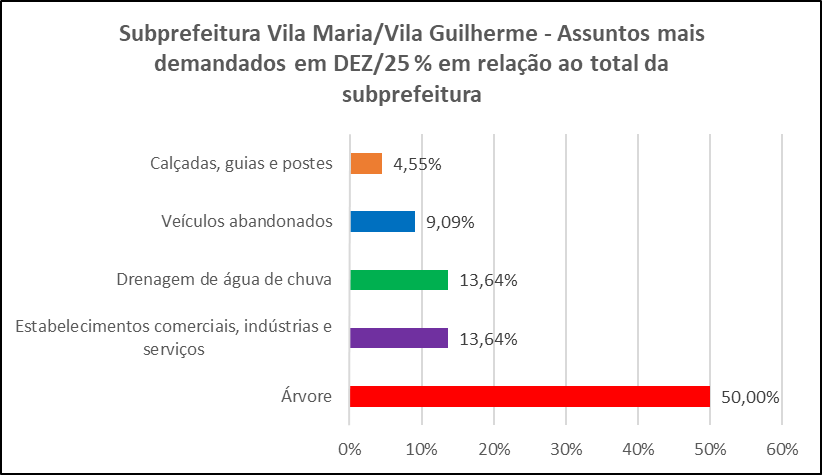 Subprefeitura Vila Maria/Vila Guilherme - Assuntos mais
demandados em DEZ/25 % em relação ao total da
subprefeitura
Calçadas, guias e postes
4,55%
Veículos abandonados
9,09%
Drenagem de água de chuva
13,64%
Estabelecimentos comerciais, indústrias e
serviços
13,64%
Árvore
50,00%
0% 10% 20% 30% 40% 50% 60%